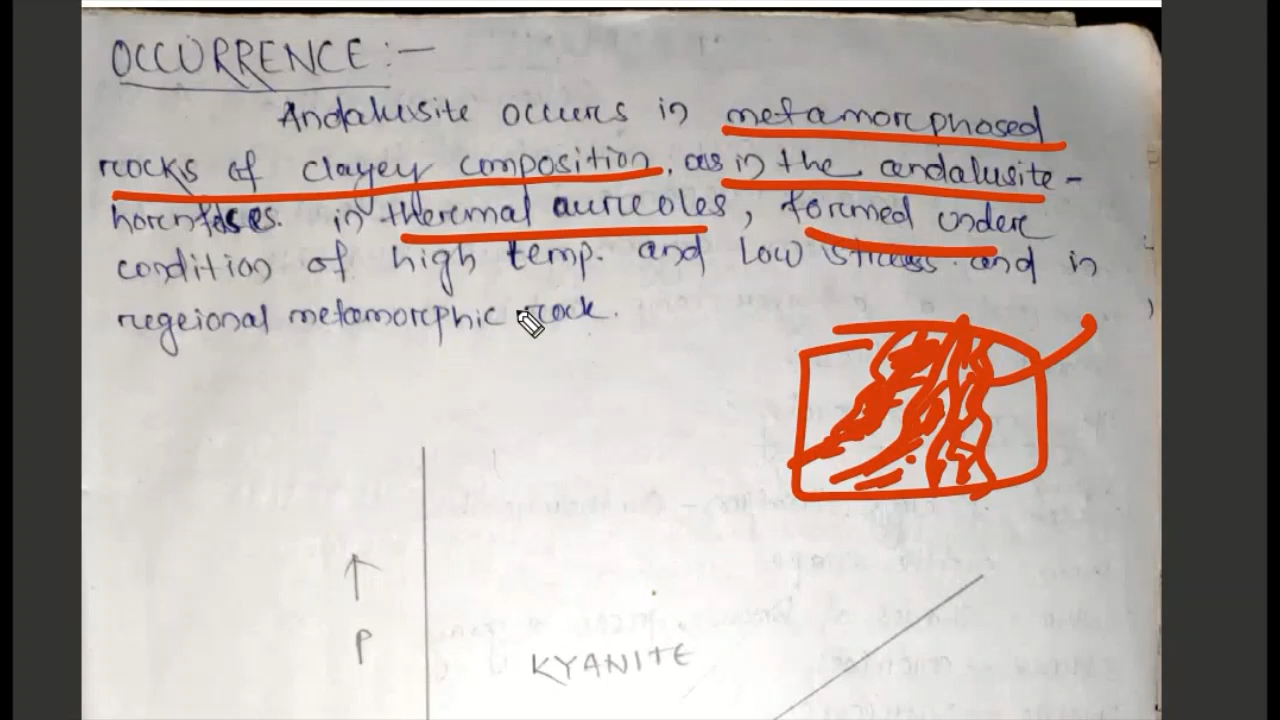 OCCURRENCE :-
Andalusite occurs in metamorphosed
rocks of clayey composition, as in the andalusite-
hornfelses. in thermal aureoles, formed under
condition of high temp. and low stress and in
regeional metamorphic rock.
P
KYANITE